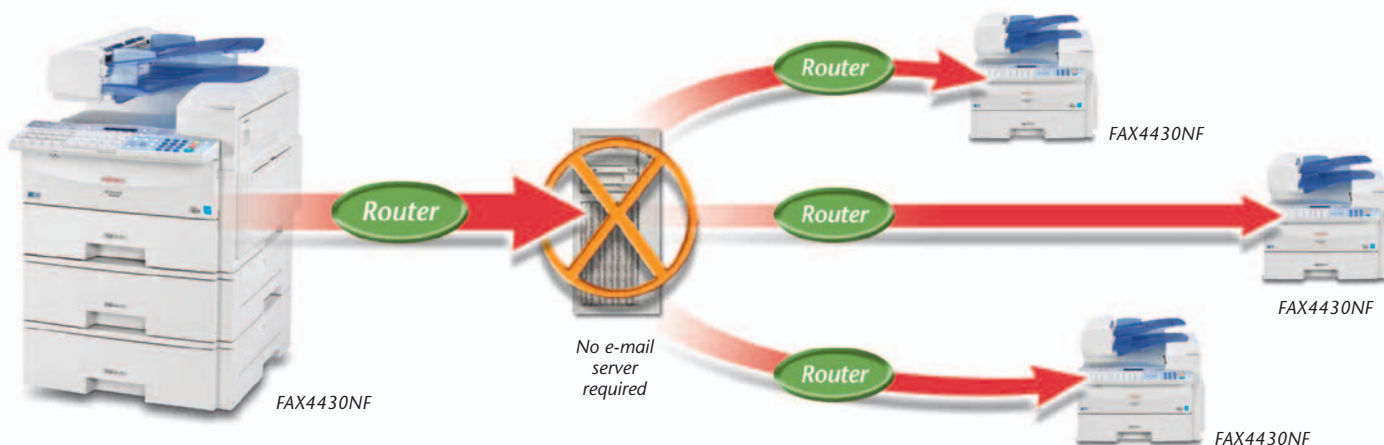 Router
FAX4430NF
Router
Router
FAX4430NF
No e-mail
server
required
Router
FAX4430NF
FAX4430NF